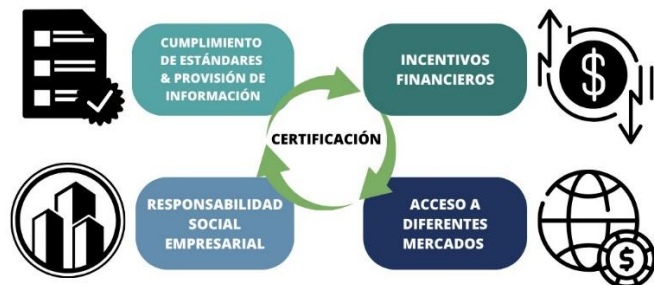 CUMPLIMIENTO
DE ESTÁNDARES
& PROVISIÓN DE
INFORMACIÓN
INCENTIVOS
FINANCIEROS
$
CERTIFICACIÓN
RESPONSABILIDAD
SOCIAL
EMPRESARIAL
ACCESO A
DIFERENTES
MERCADOS
$